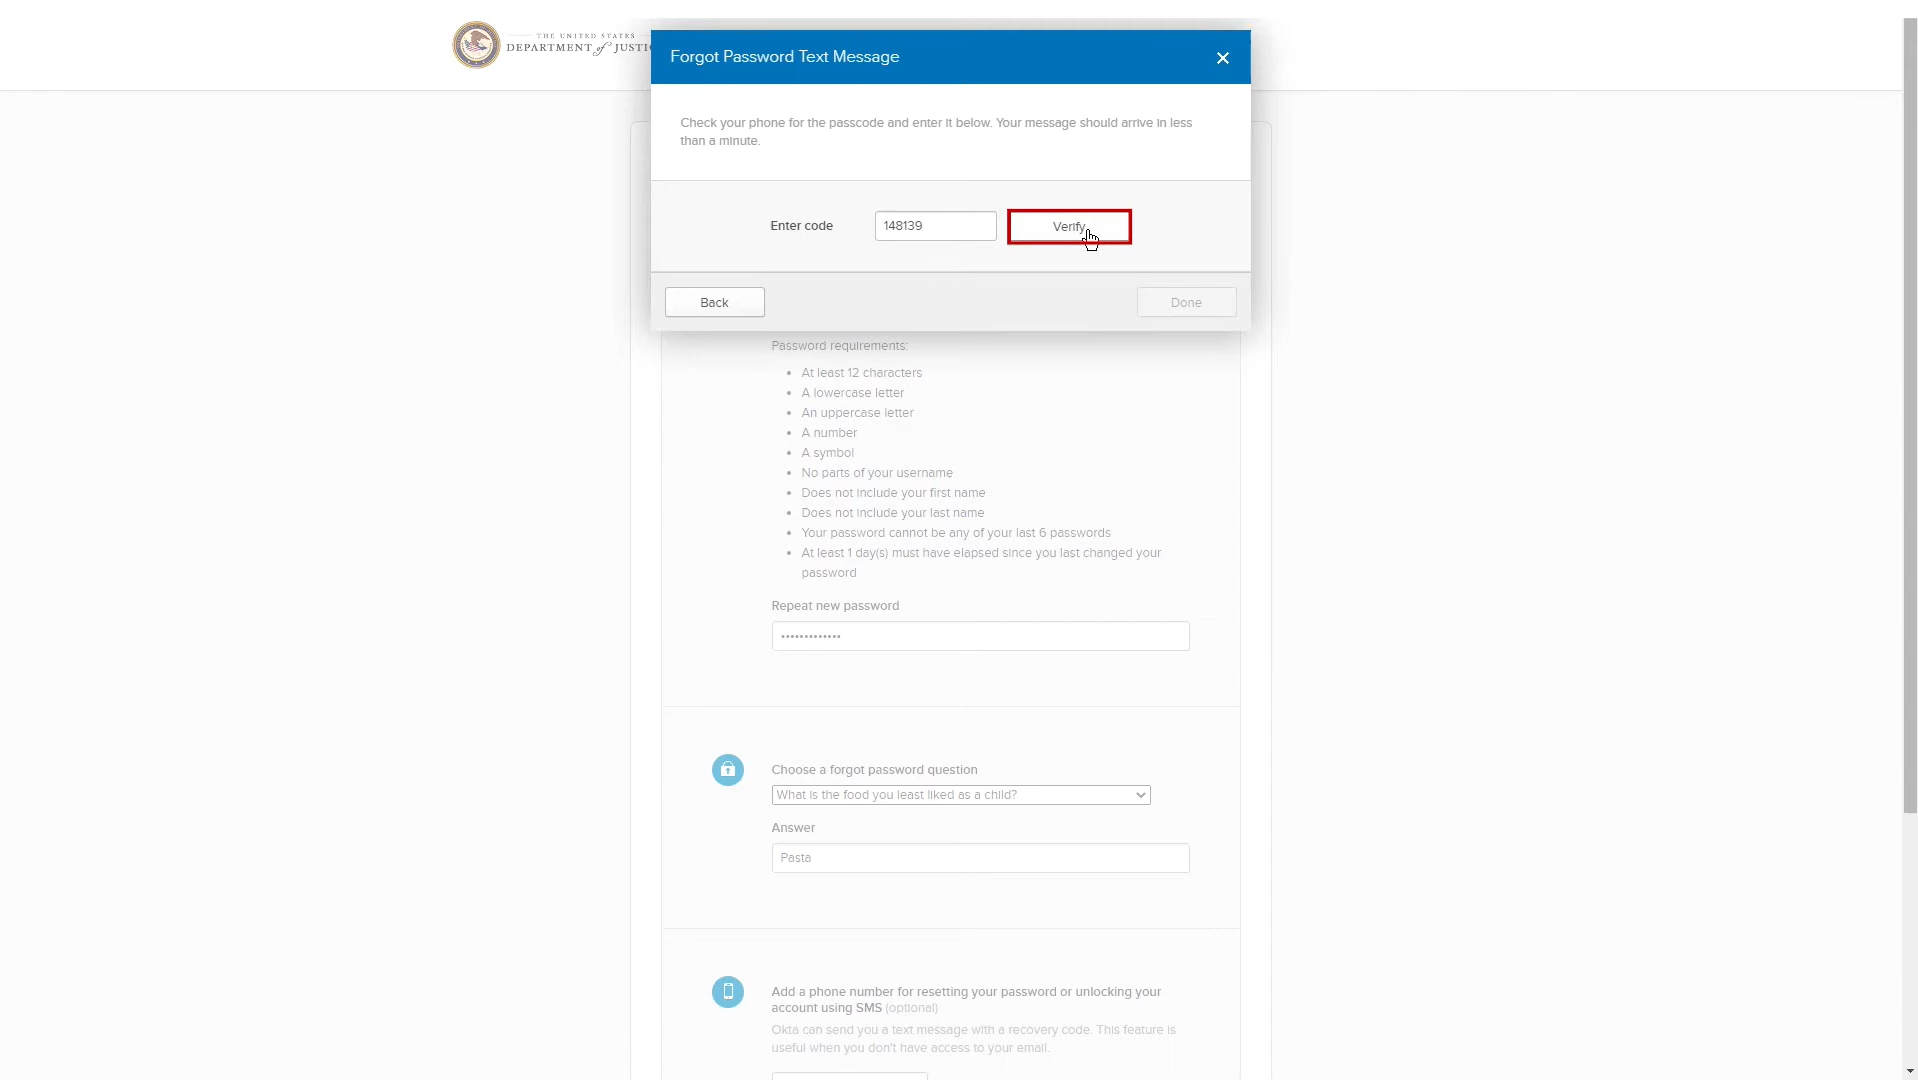 THE UNITED STATES
DEPARTMENT of JUSTIC
Forgot Password Text Message
Check your phone for the passcode and enter it below. Your message should arrive in less
than a minute.
Enter code
148139
Verify
Back
Done
Password requirements:
• At least 12 characters
• A lowercase letter
• An uppercase letter
• A number
• A symbol
• No parts of your username
• Does not include your first name
• Does not include your last name
• Your password cannot be any of your last 6 passwords
• At least 1 day(s) must have elapsed since you last changed your
password
Repeat new password
•••••••••••••
Choose a forgot password question
What is the food you least liked as a child?
Answer
Pasta
Add a phone number for resetting your password or unlocking your
account using SMS (optional)
Okta can send you a text message with a recovery code. This feature is
useful when you don't have access to your email.